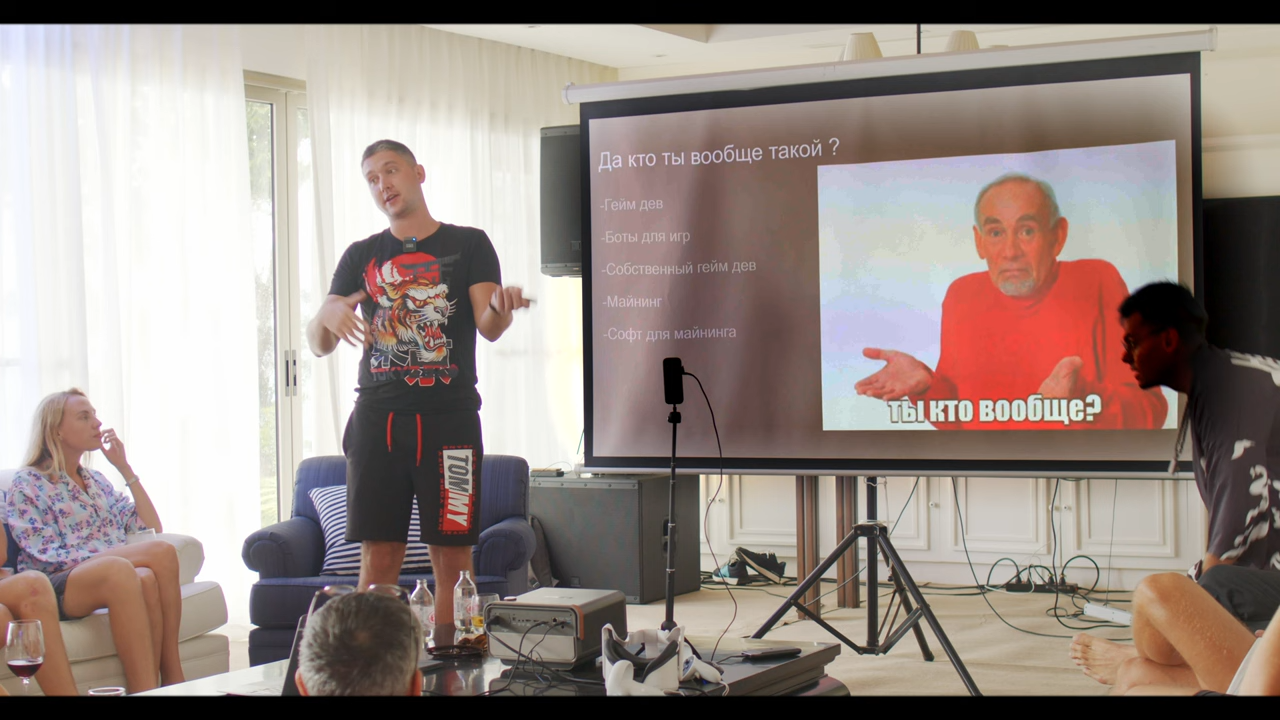 Да кто ты вообще такой ?
-Гейм дев
-Боты для игр
-Собственный гейм дев
-Майнинг
-Софт для майнинга
ты кто вообще?
TOMMY